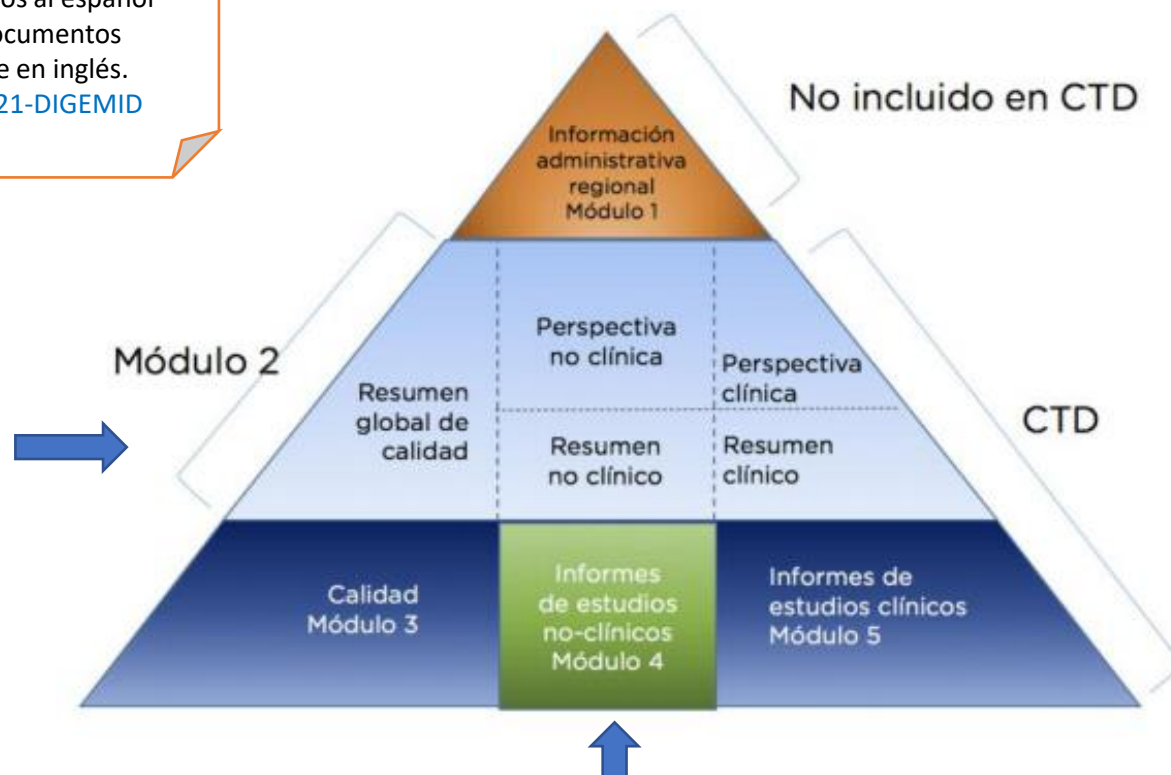 os al español
ocumentos
e en inglés.
21-DIGEMID
No incluido en CTD
Información
administrativa
regional
Módulo 1
Módulo 2
Resumen
global de
calidad
Perspectiva
no clínica
Perspectiva
clínica
Resumen
no clínico
Resumen
clínico
CTD
Calidad
Módulo 3
Informes
de estudios
no-clínicos
Módulo 4
Informes de
estudios clínicos
Módulo 5